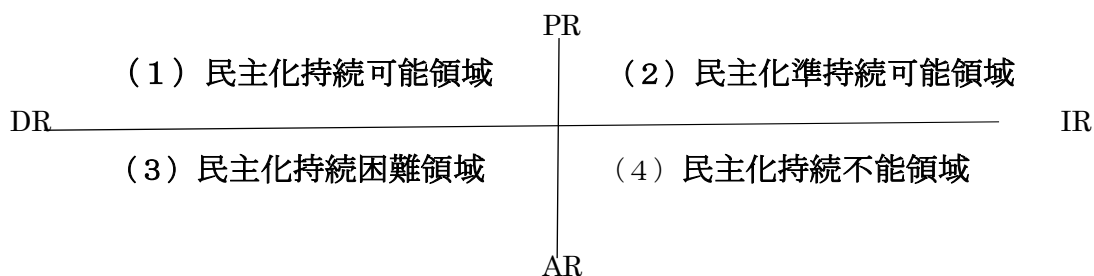 PR
（１）民主化持続可能領域
（２）民主化準持続可能領域
DR
IR
（３）民主化持続困難領域
（４）民主化持続不能領域
AR